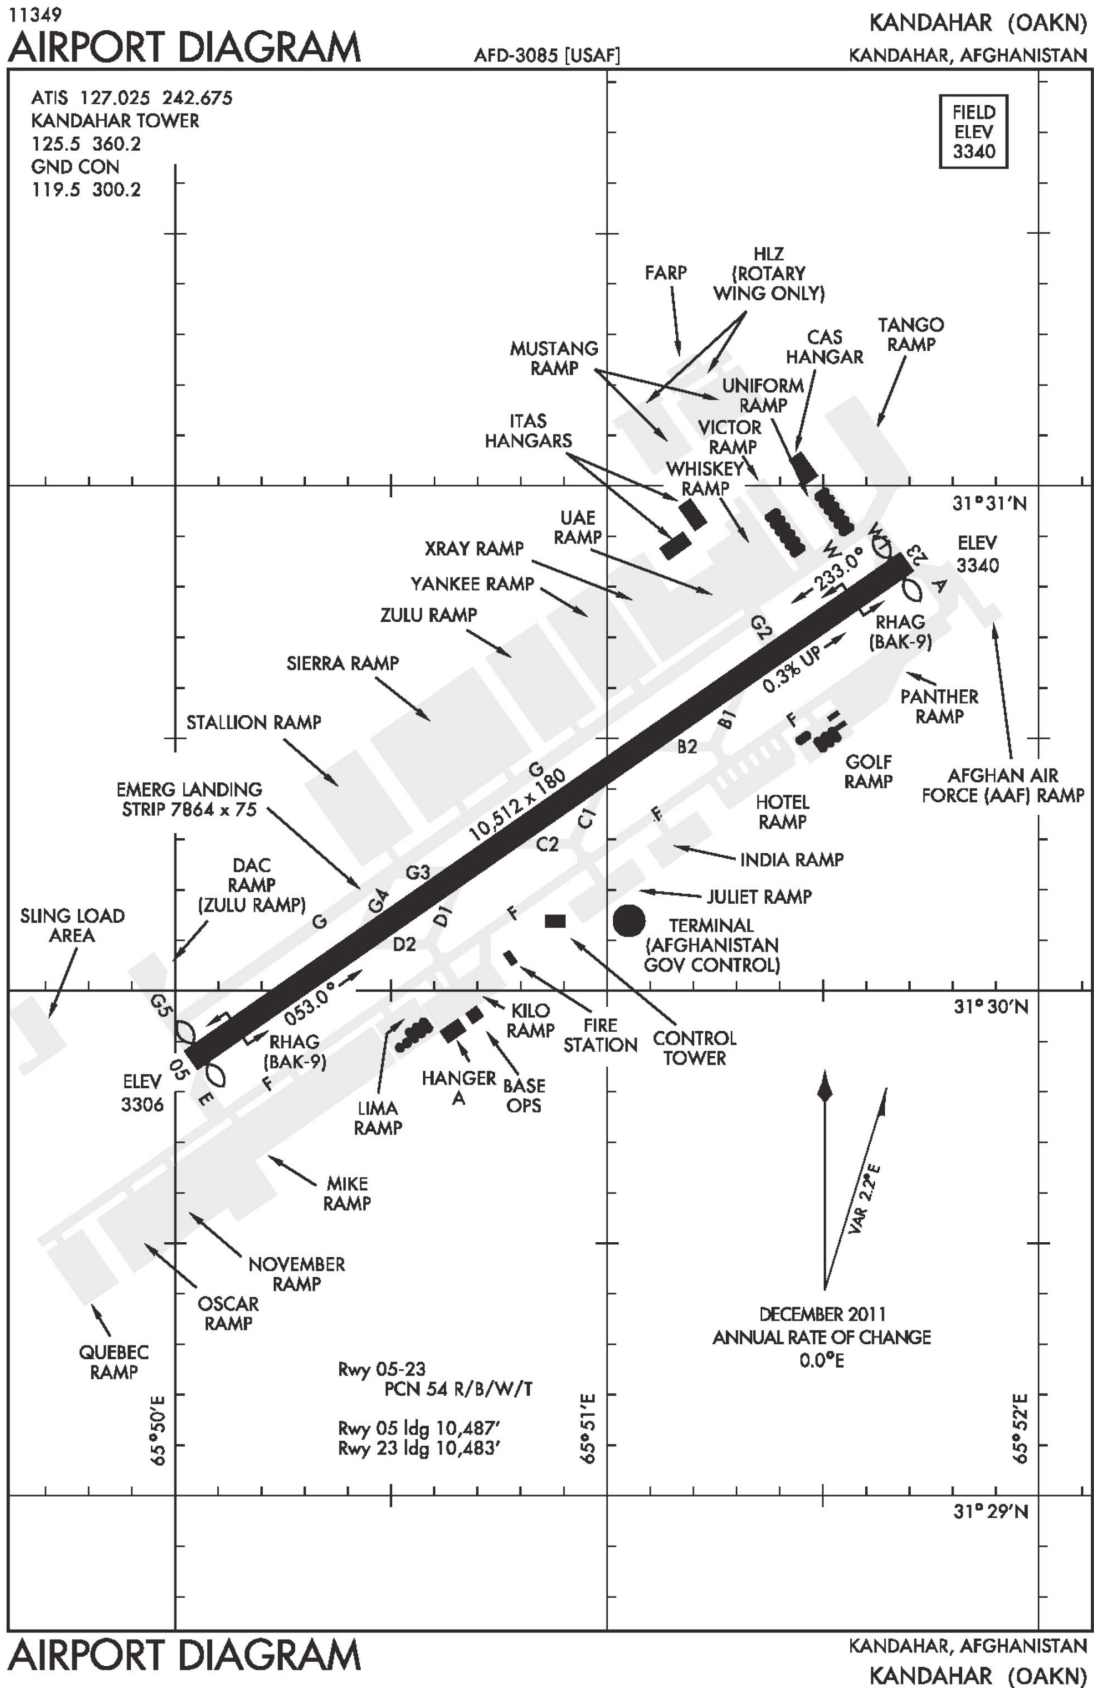 11349
AIRPORT DIAGRAM
AFD-3085 [USAF]
KANDAHAR (OAKN)
KANDAHAR, AFGHANISTAN
ATIS 127.025 242.675
KANDAHAR TOWER
125.5 360.2
GND CON
119.5 300.2
FIELD
ELEV
3340
HLZ
(ROTARY
WING ONLY)
FARP
TANGO
RAMP
CAS
HANGAR
MUSTANG
RAMP
UNIFORM
RAMP
ITAS
HANGARS
VICTOR
RAMP
WHISKEY
RAMP
31°31'N
UAE
RAMP
XRAY RAMP
YANKEE RAMP
ZULU RAMP
W
W1
23
A
ELEV
3340
233.0°
RHAG
(BAK-9)
G2
0.3% UP
SIERRA RAMP
PANTHER
RAMP
STALLION RAMP
B1
B2
F
GOLF
RAMP
AFGHAN AIR
FORCE (AAF) RAMP
EMERG LANDING
STRIP 7864 x 75
G
10,512 x 180
HOTEL
RAMP
C1
C2
F
INDIA RAMP
DAC
RAMP
(ZULU RAMP)
G3
G4
G
JULIET RAMP
SLING LOAD
AREA
D1
D2
F
TERMINAL
(AFGHANISTAN
GOV CONTROL)
G5
053.0°
31°30'N
KILO
RAMP
FIRE
STATION
CONTROL
TOWER
RHAG
(BAK-9)
05
E
F
ELEV
3306
HANGER
A
BASE
OPS
LIMA
RAMP
MIKE
RAMP
VAR 2.2°E
NOVEMBER
RAMP
OSCAR
RAMP
QUEBEC
RAMP
DECEMBER 2011
ANNUAL RATE OF CHANGE
0.0°E
Rwy 05-23
PCN 54 R/B/W/T
Rwy 05 ldg 10,487'
Rwy 23 ldg 10,483'
65°50'E
65°51'E
65°52'E
31°29'N
AIRPORT DIAGRAM
KANDAHAR, AFGHANISTAN
KANDAHAR (OAKN)